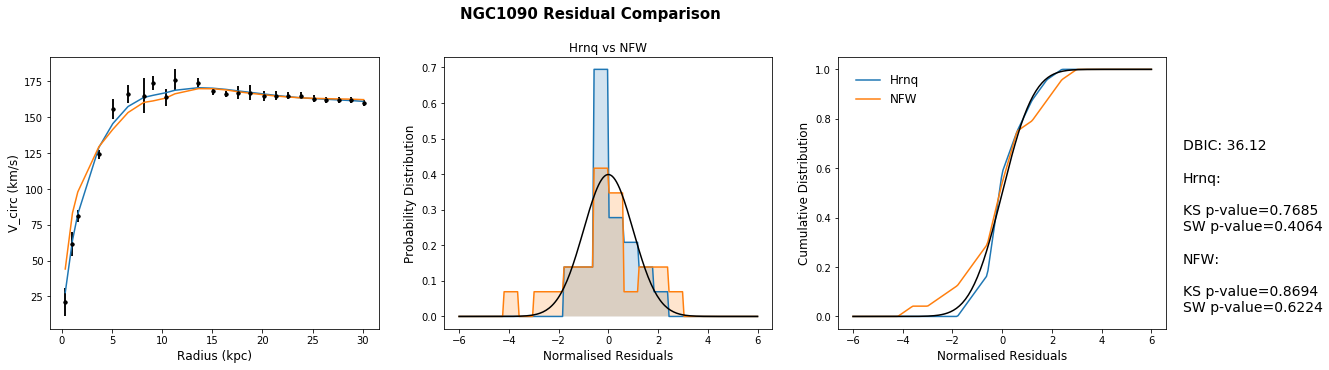 NGC1090 Residual Comparison
V_circ (km/s)
175
150
125
100
75
50
25
0
5
10
15
20
25
30
Radius (kpc)
Hrnq vs NFW
Probability Distribution
0.7
0.6
0.5
0.4
0.3
0.2
0.1
0.0
−6
−4
−2
0
2
4
6
Normalised Residuals
Cumulative Distribution
1.0
0.8
0.6
0.4
0.2
0.0
Hrnq
NFW
−6
−4
−2
0
2
4
6
Normalised Residuals
DBIC: 36.12
Hrnq:
KS p-value=0.7685
SW p-value=0.4064
NFW:
KS p-value=0.8694
SW p-value=0.6224